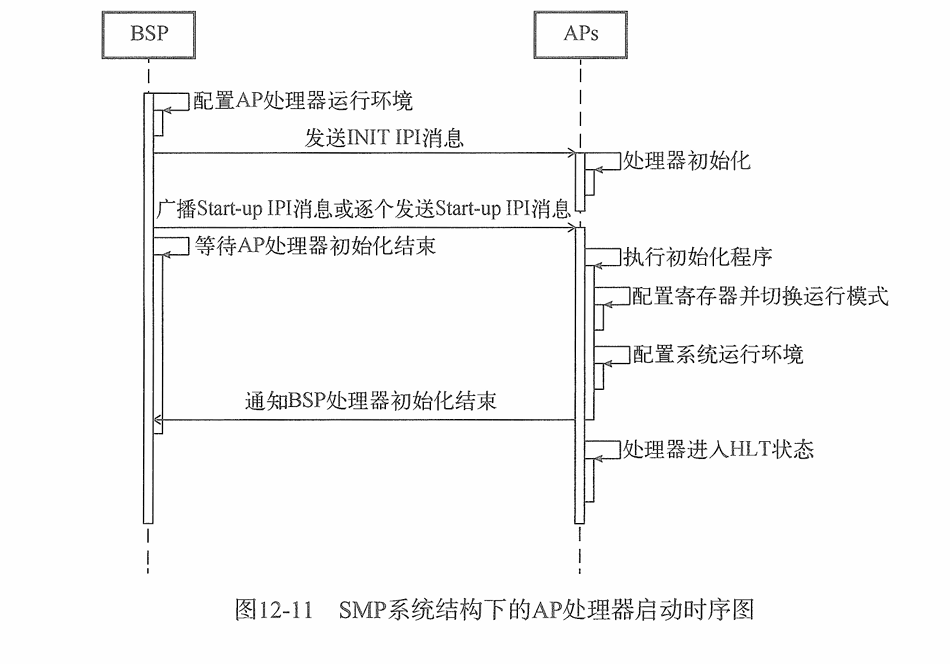 BSP
APs
配置AP处理器运行环境
发送INIT IPI消息
处理器初始化
广播Start-up IPI消息或逐个发送Start-up IPI消息
等待AP处理器初始化结束
执行初始化程序
配置寄存器并切换运行模式
配置系统运行环境
通知BSP处理器初始化结束
处理器进入HLT状态
图12-11 SMP系统结构下的AP处理器启动时序图